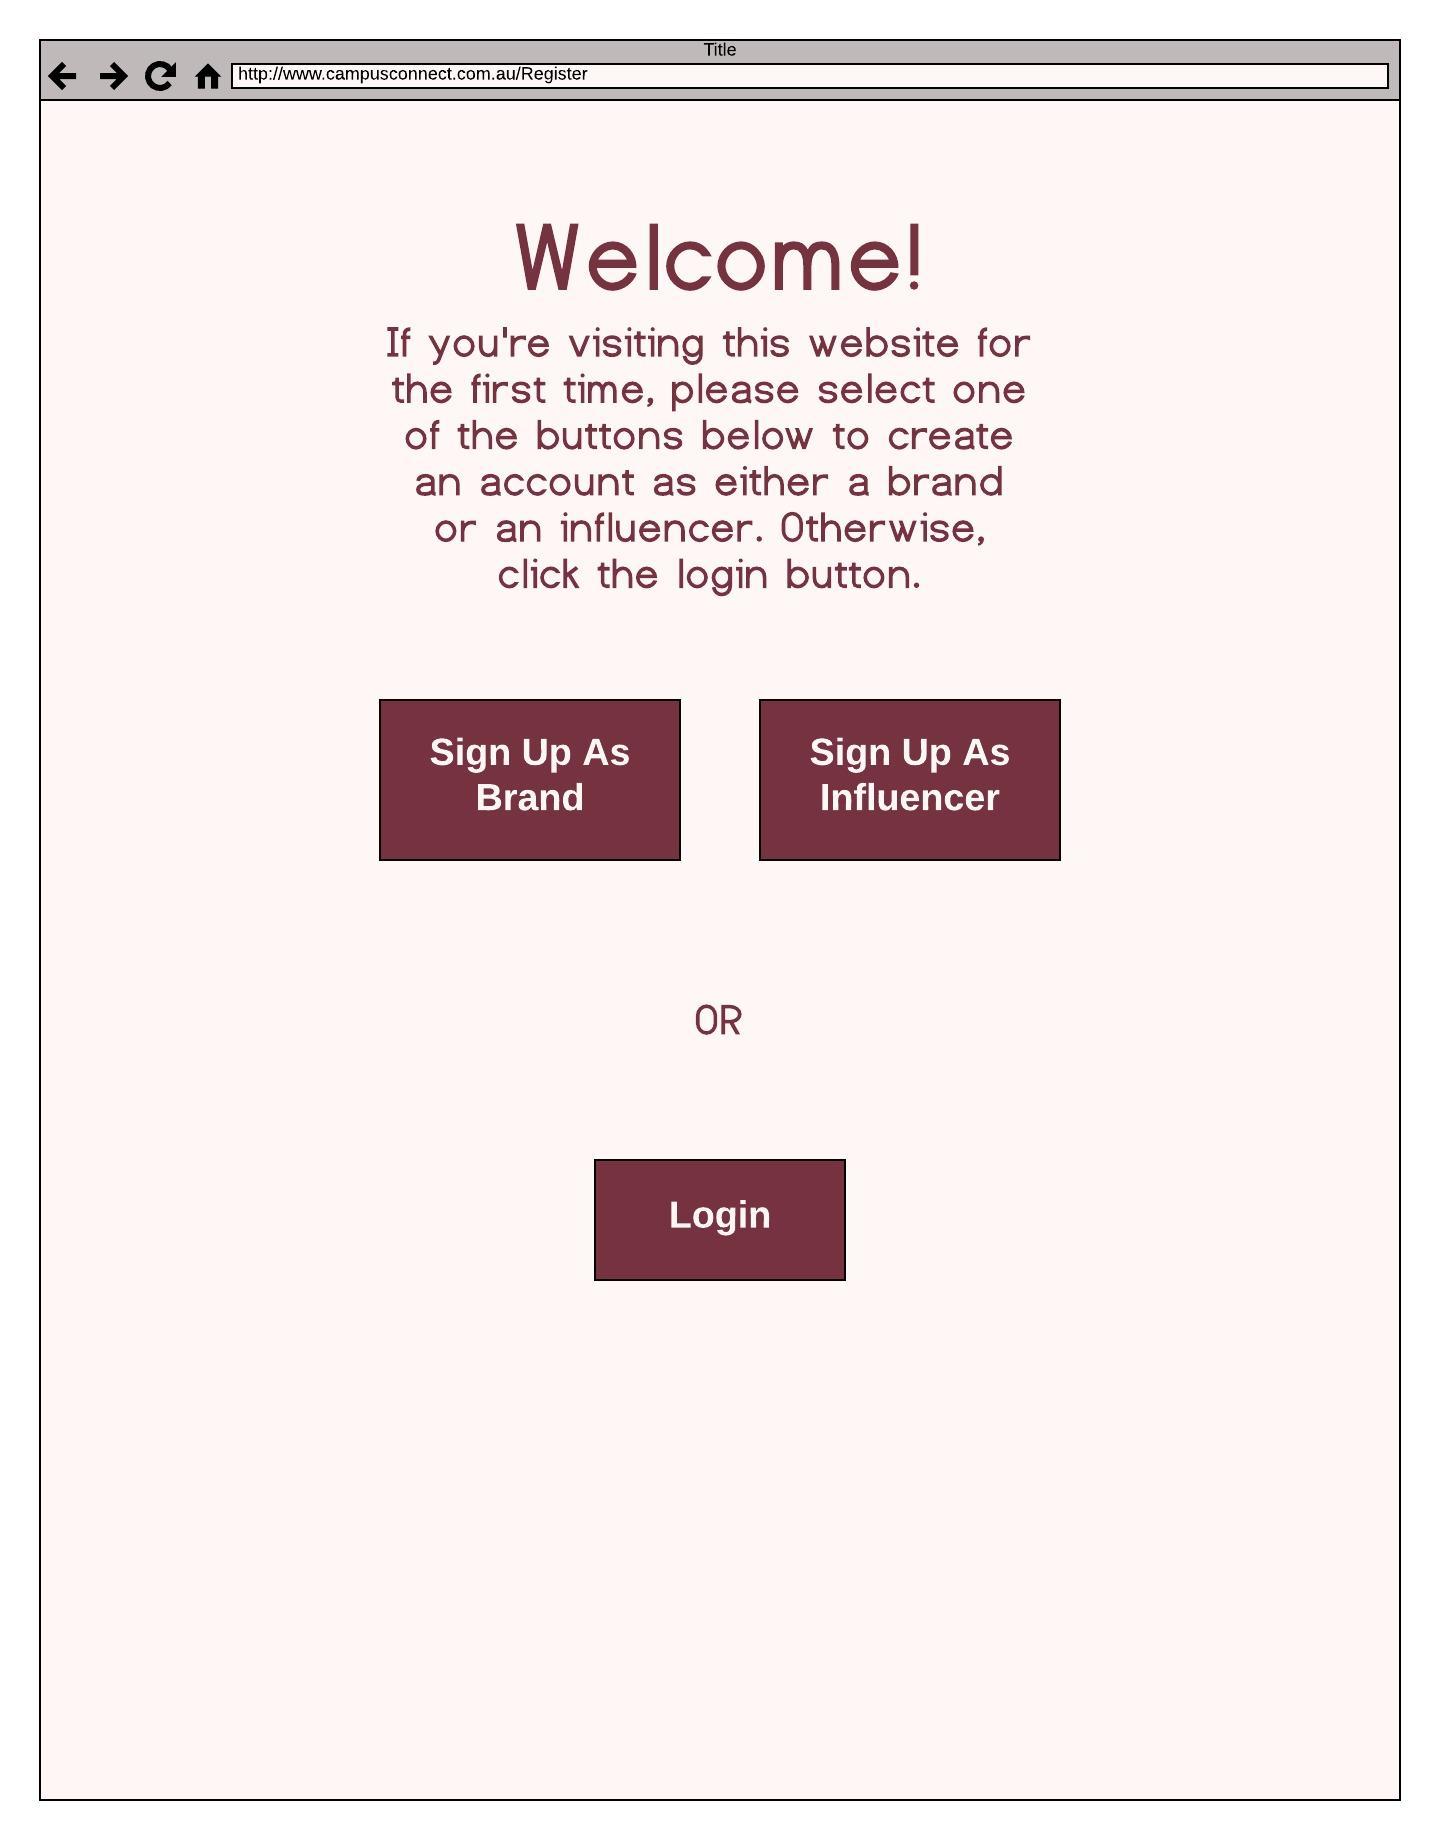 Title
http://www.campusconnect.com.au/Register
Welcome!
If you're visiting this website for
the first time, please select one
of the buttons below to create
an account as either a brand
or an influencer. Otherwise,
click the login button.
Sign Up As
Brand
Sign Up As
Influencer
OR
Login